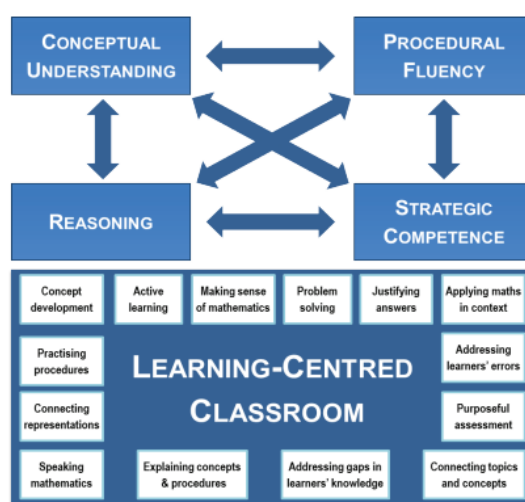 CONCEPTUAL
UNDERSTANDING
PROCEDURAL
FLUENCY
REASONING
STRATEGIC
COMPETENCE
Concept
development
Active
learning
Making sense
of mathematics
Problem
solving
Justifying
answers
Applying maths
in context
Practising
procedures
LEARNING-CENTRED
CLASSROOM
Addressing
learners' errors
Connecting
representations
Purposeful
assessment
Speaking
mathematics
Explaining concepts
& procedures
Addressing gaps in
learners' knowledge
Connecting topics
and concepts